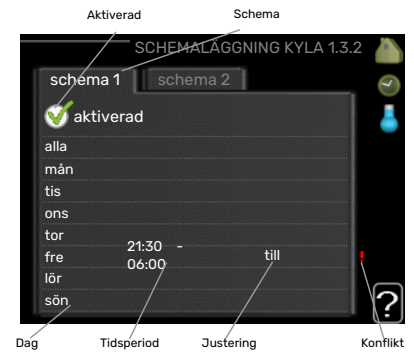 Aktiverad
Schema
SCHEMALÄGGNING KYLA 1.3.2
schema 1
schema 2
aktiverad
alla
mån
tis
ons
tor
fre
21:30 -
06:00
till
!
lör
sön
?
Dag
Tidsperiod
Justering
Konflikt